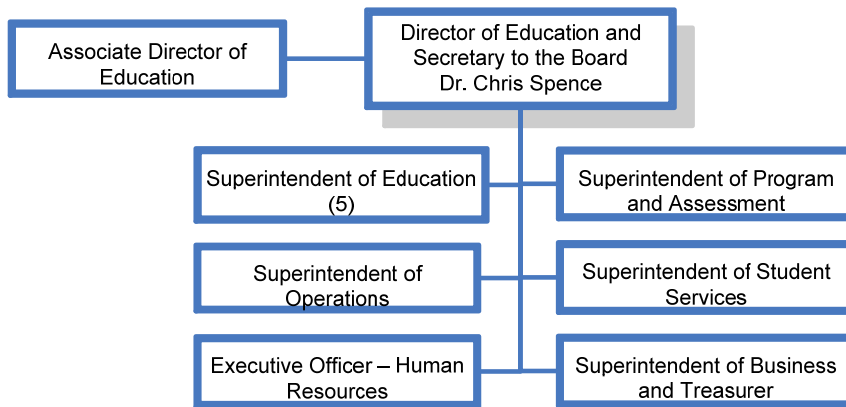 Associate Director of
Education
Director of Education and
Secretary to the Board
Dr. Chris Spence
Superintendent of Education
(5)
Superintendent of Program
and Assessment
Superintendent of
Operations
Superintendent of Student
Services
Executive Officer – Human
Resources
Superintendent of Business
and Treasurer